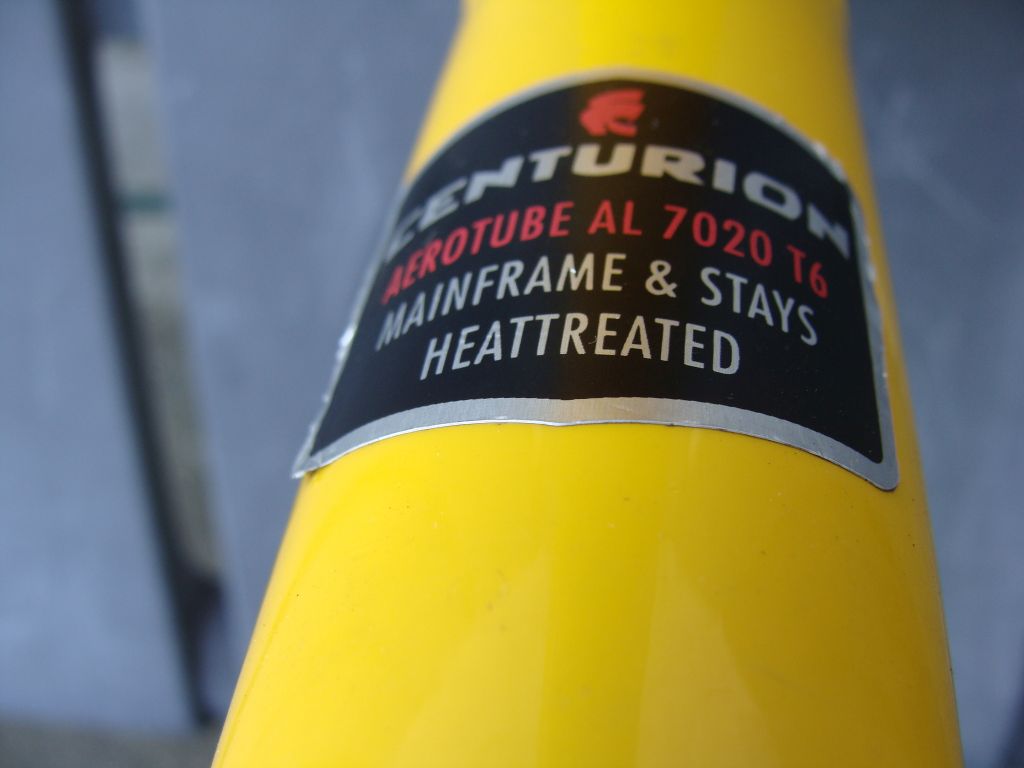 CENTURION
AEROTUBE AL 7020 T6
MAINFRAME & STAYS
HEATTREATED